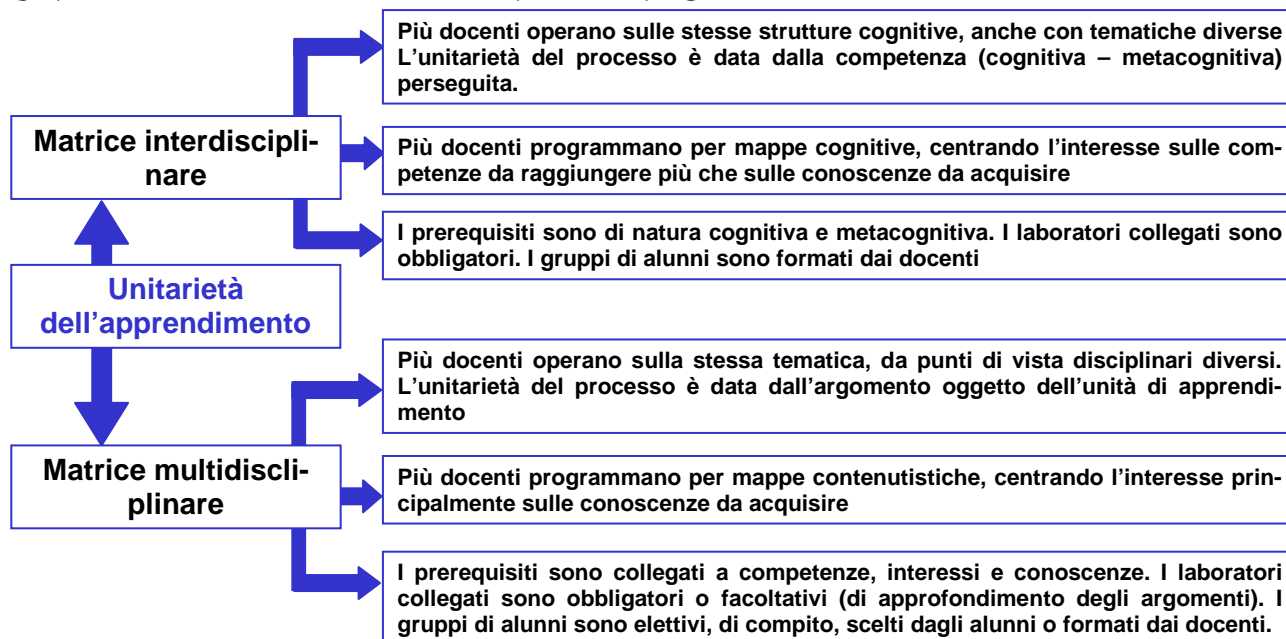 Più docenti operano sulle stesse strutture cognitive, anche con tematiche diverse
L'unitarietà del processo è data dalla competenza (cognitiva – metacognitiva)
perseguita.
Matrice interdiscipli-
nare
Più docenti programmano per mappe cognitive, centrando l'interesse sulle com-
petenze da raggiungere più che sulle conoscenze da acquisire
I prerequisiti sono di natura cognitiva e metacognitiva. I laboratori collegati sono
obbligatori. I gruppi di alunni sono formati dai docenti
Unitarietà
dell'apprendimento
Più docenti operano sulla stessa tematica, da punti di vista disciplinari diversi.
L'unitarietà del processo è data dall'argomento oggetto dell'unità di apprendi-
mento
Matrice multidiscli-
plinare
Più docenti programmano per mappe contenutistiche, centrando l'interesse prin-
cipalmente sulle conoscenze da acquisire
I prerequisiti sono collegati a competenze, interessi e conoscenze. I laboratori
collegati sono obbligatori o facoltativi (di approfondimento degli argomenti). I
gruppi di alunni sono elettivi, di compito, scelti dagli alunni o formati dai docenti.